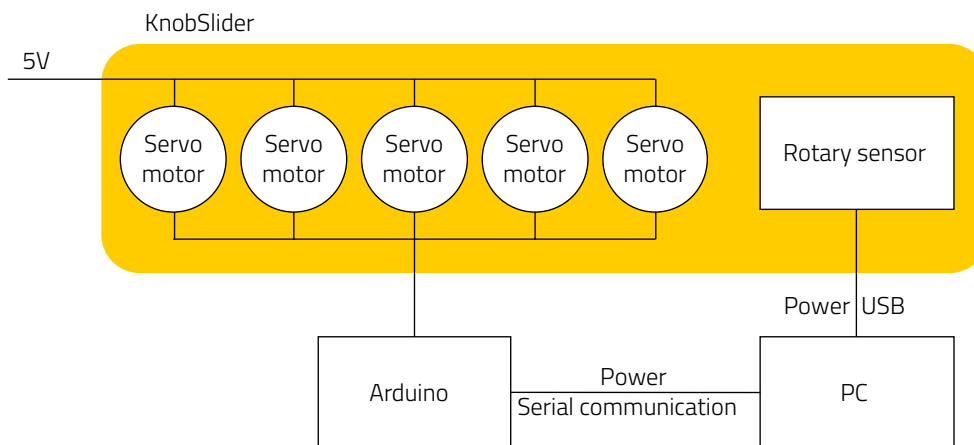 KnobSlider
5V
Servo
motor
Servo
motor
Servo
motor
Servo
motor
Servo
motor
Rotary sensor
Power USB
Arduino
Power
Serial communication
PC